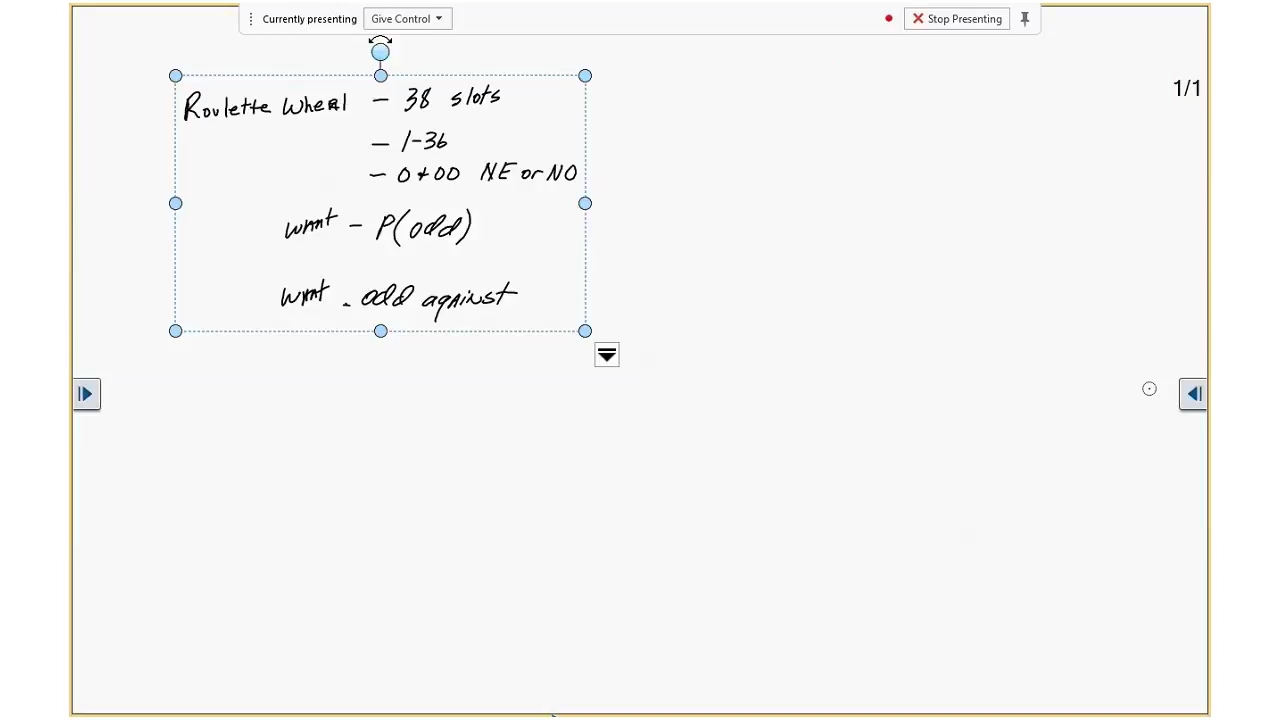 Currently presenting Give Control Stop Presenting
1/1
Roulette Wheel - 38 slots
- 1-36
- 0 + 00 NE or NO
want - P(odd)
want - odd against